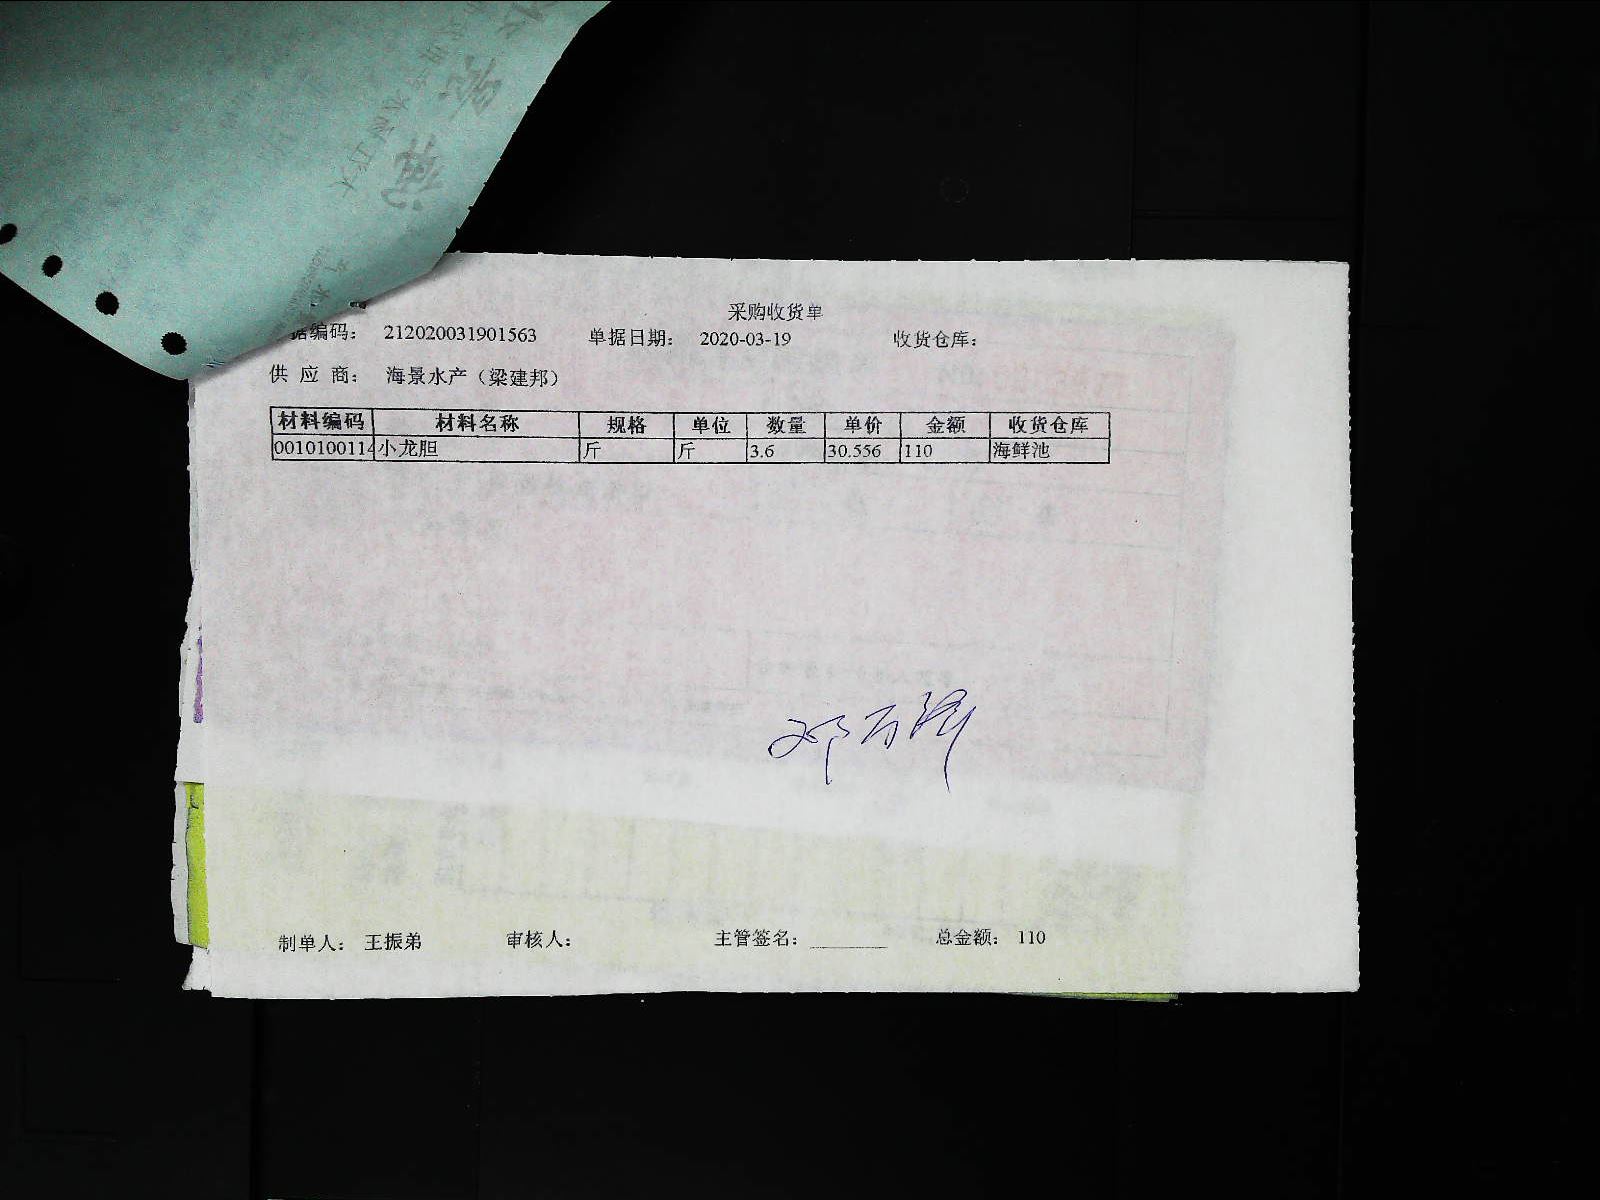 采购收货单
据编码： 212020031901563 单据日期： 2020-03-19 收货仓库：
供 应 商： 海景水产（梁建邦）
材料编码 材料名称 规格 单位 数量 单价 金额 收货仓库
0010100114 小龙胆 斤 斤 3.6 30.556 110 海鲜池
制单人： 王振弟 审核人： 主管签名： ________ 总金额： 110